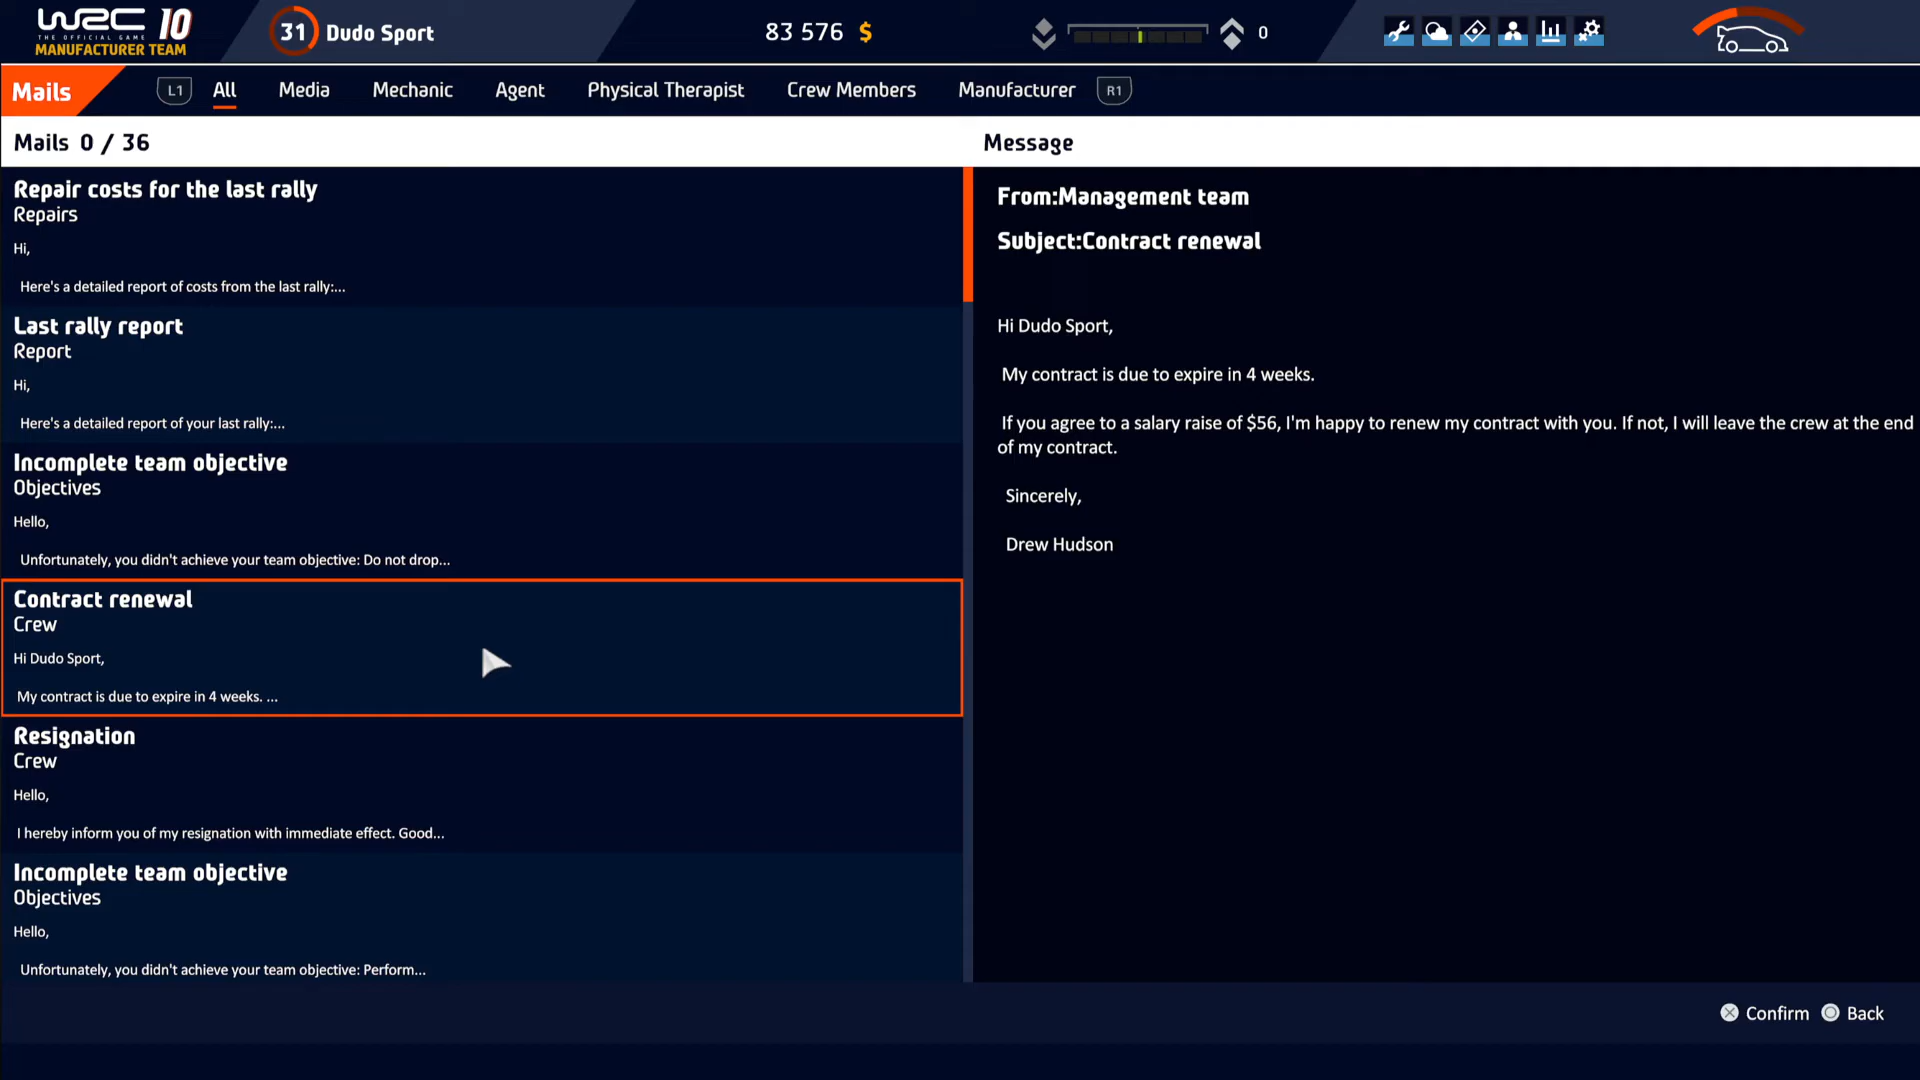 WRC 10
THE OFFICIAL GAME
MANUFACTURER TEAM
31 Dudo Sport
83 576 $
0
Mails
L1 All Media Mechanic Agent Physical Therapist Crew Members Manufacturer R1
Mails 0 / 36
Repair costs for the last rally
Repairs
Hi,
Here's a detailed report of costs from the last rally:...
Last rally report
Report
Hi,
Here's a detailed report of your last rally:...
Incomplete team objective
Objectives
Hello,
Unfortunately, you didn't achieve your team objective: Do not drop...
Contract renewal
Crew
Hi Dudo Sport,
My contract is due to expire in 4 weeks. ...
Resignation
Crew
Hello,
I hereby inform you of my resignation with immediate effect. Good...
Incomplete team objective
Objectives
Hello,
Unfortunately, you didn't achieve your team objective: Perform...
Message
From:Management team
Subject:Contract renewal
Hi Dudo Sport,
My contract is due to expire in 4 weeks.
If you agree to a salary raise of $56, I'm happy to renew my contract with you. If not, I will leave the crew at the end
of my contract.
Sincerely,
Drew Hudson
Confirm Back